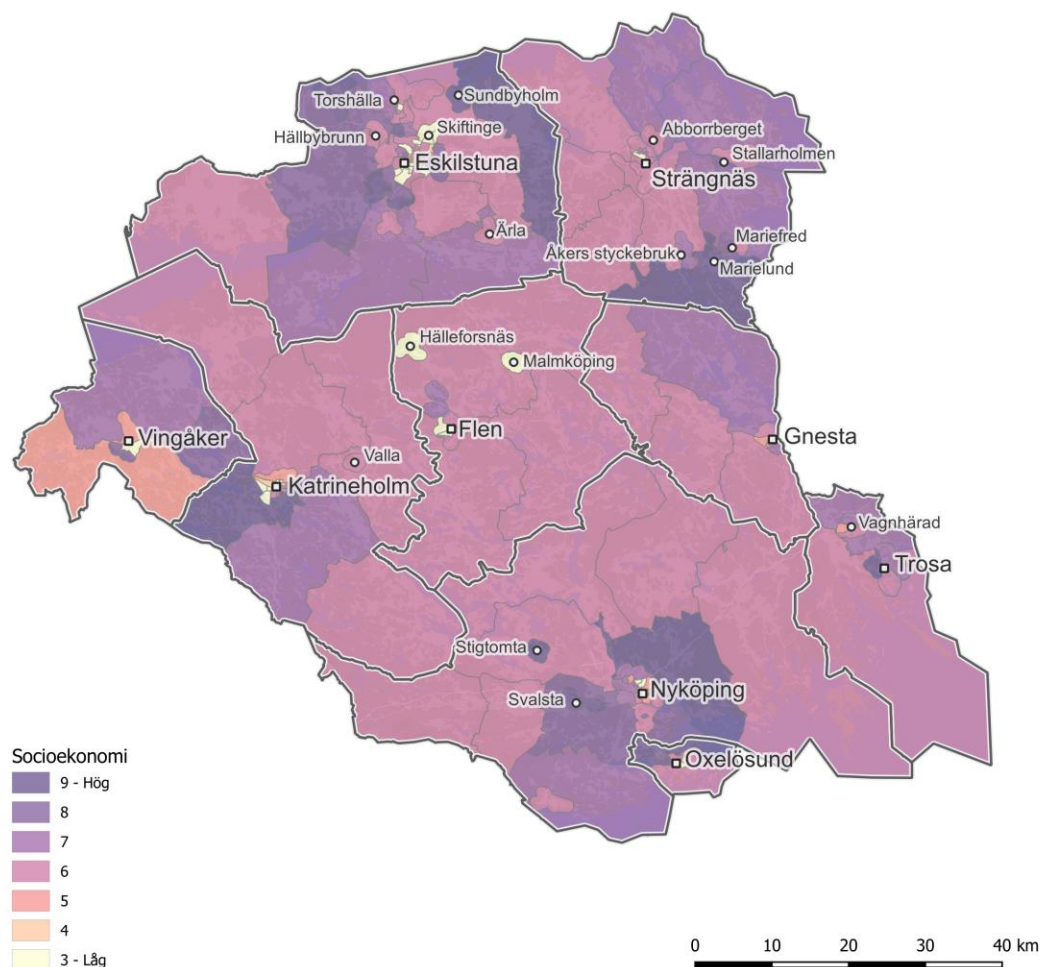 Torshälla
Sundbyholm
Hällbybrunn
Skiftinge
Eskilstuna
Abborrberget
Stallarholmen
Strängnäs
Ärla
Mariefred
Åkers styckebruk
Marielund
Hälleforsnäs
Malmköping
Flen
Vingåker
Gnesta
Valla
Katrineholm
Vagnhärad
Trosa
Stigtomta
Nyköping
Svalsta
Oxelösund
Socioekonomi
9 - Hög
8
7
6
5
4
3 - Låg
0 10 20 30 40 km